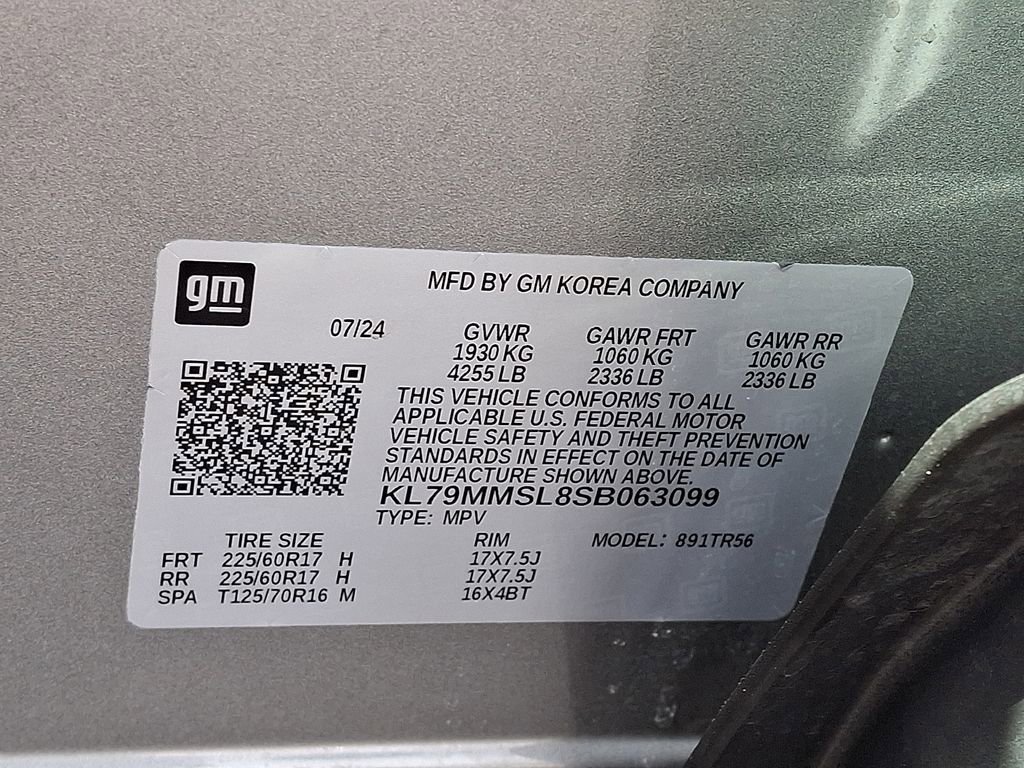 gm
MFD BY GM KOREA COMPANY
07/24 GVWR GAWR FRT GAWR RR
1930 KG 1060 KG 1060 KG
4255 LB 2336 LB 2336 LB
THIS VEHICLE CONFORMS TO ALL
APPLICABLE U.S. FEDERAL MOTOR
VEHICLE SAFETY AND THEFT PREVENTION
STANDARDS IN EFFECT ON THE DATE OF
MANUFACTURE SHOWN ABOVE.
KL79MMSL8SB063099
TYPE: MPV
TIRE SIZE RIM MODEL: 891TR56
FRT 225/60R17 H 17X7.5J
RR 225/60R17 H 17X7.5J
SPA T125/70R16 M 16X4BT